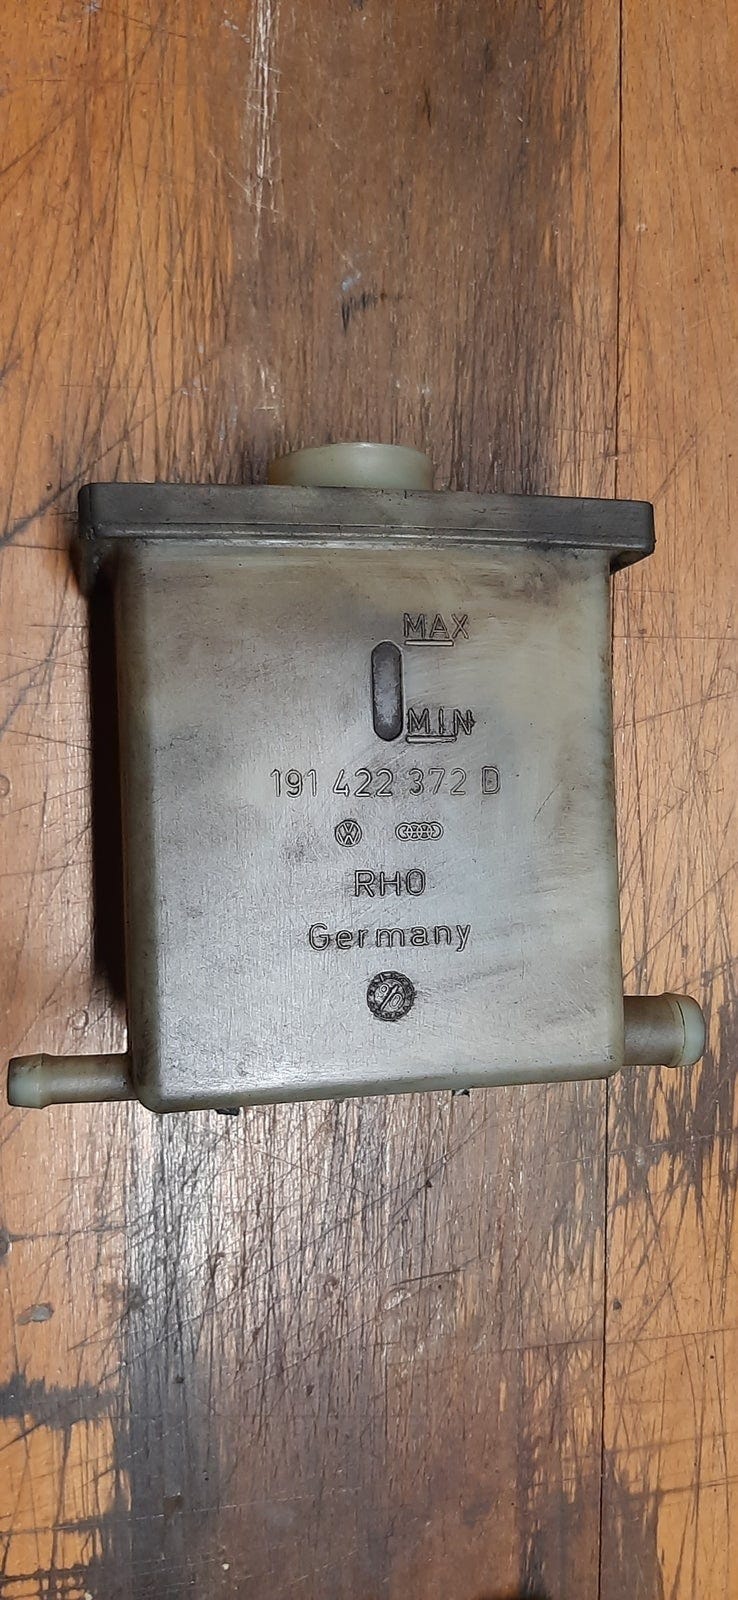 MAX
MIN
191 422 372 D
RHO
Germany